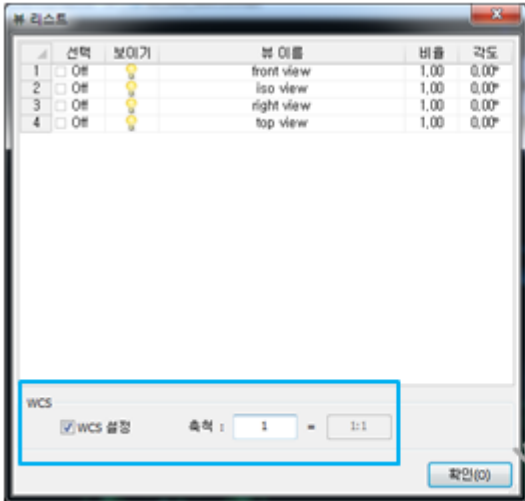 뷰 리스트
선택 보이기 뷰 이름 비율 각도
1 Off front view 1,00 0,00°
2 Off iso view 1,00 0,00°
3 Off right view 1,00 0,00°
4 Off top view 1,00 0,00°
WCS
WCS 설정 축척 : 1 = 1:1
확인(O)